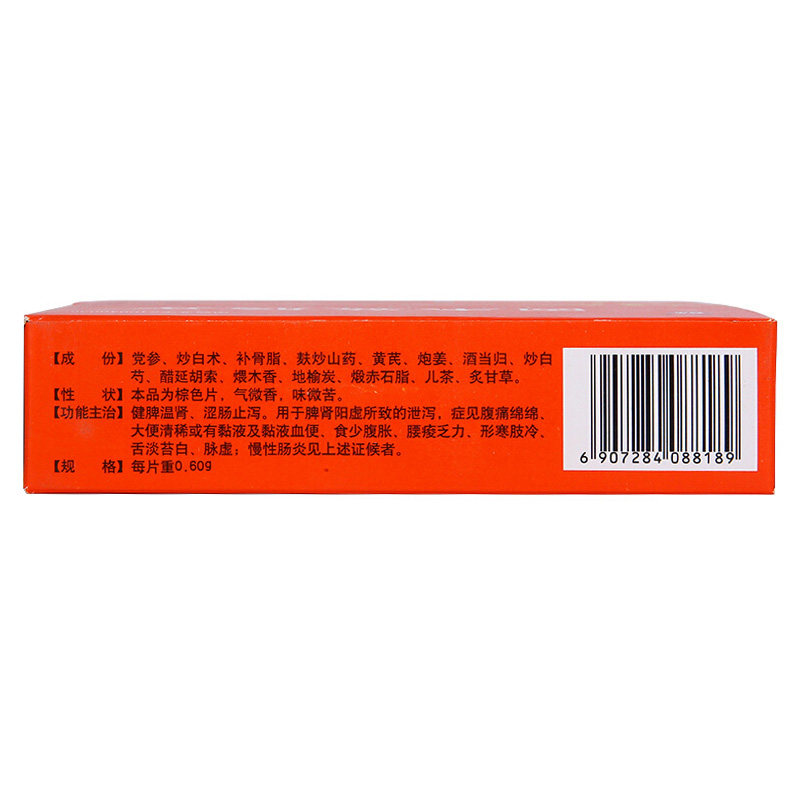 【成　份】党参、炒白术、补骨脂、麸炒山药、黄芪、炮姜、酒当归、炒白
芍、醋延胡索、煨木香、地榆炭、煅赤石脂、儿茶、炙甘草。
【性　状】本品为棕色片，气微香，味微苦。
【功能主治】健脾温肾、涩肠止泻。用于脾肾阳虚所致的泄泻，症见腹痛绵绵、
大便清稀或有黏液及黏液血便、食少腹胀、腰痠乏力、形寒肢冷、
舌淡苔白、脉虚；慢性肠炎见上述证候者。
【规　格】每片重0.60g
6 907284 088189